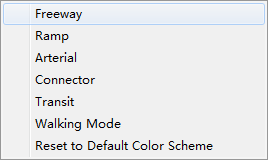 Freeway
Ramp
Arterial
Connector
Transit
Walking Mode
Reset to Default Color Scheme